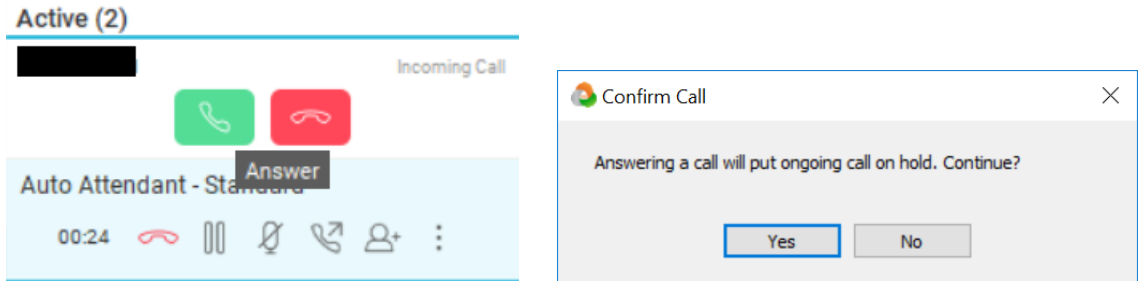 Active (2)
Incoming Call
Answer
Auto Attendant - Standard
00:24
Confirm Call
Answering a call will put ongoing call on hold. Continue?
Yes
No